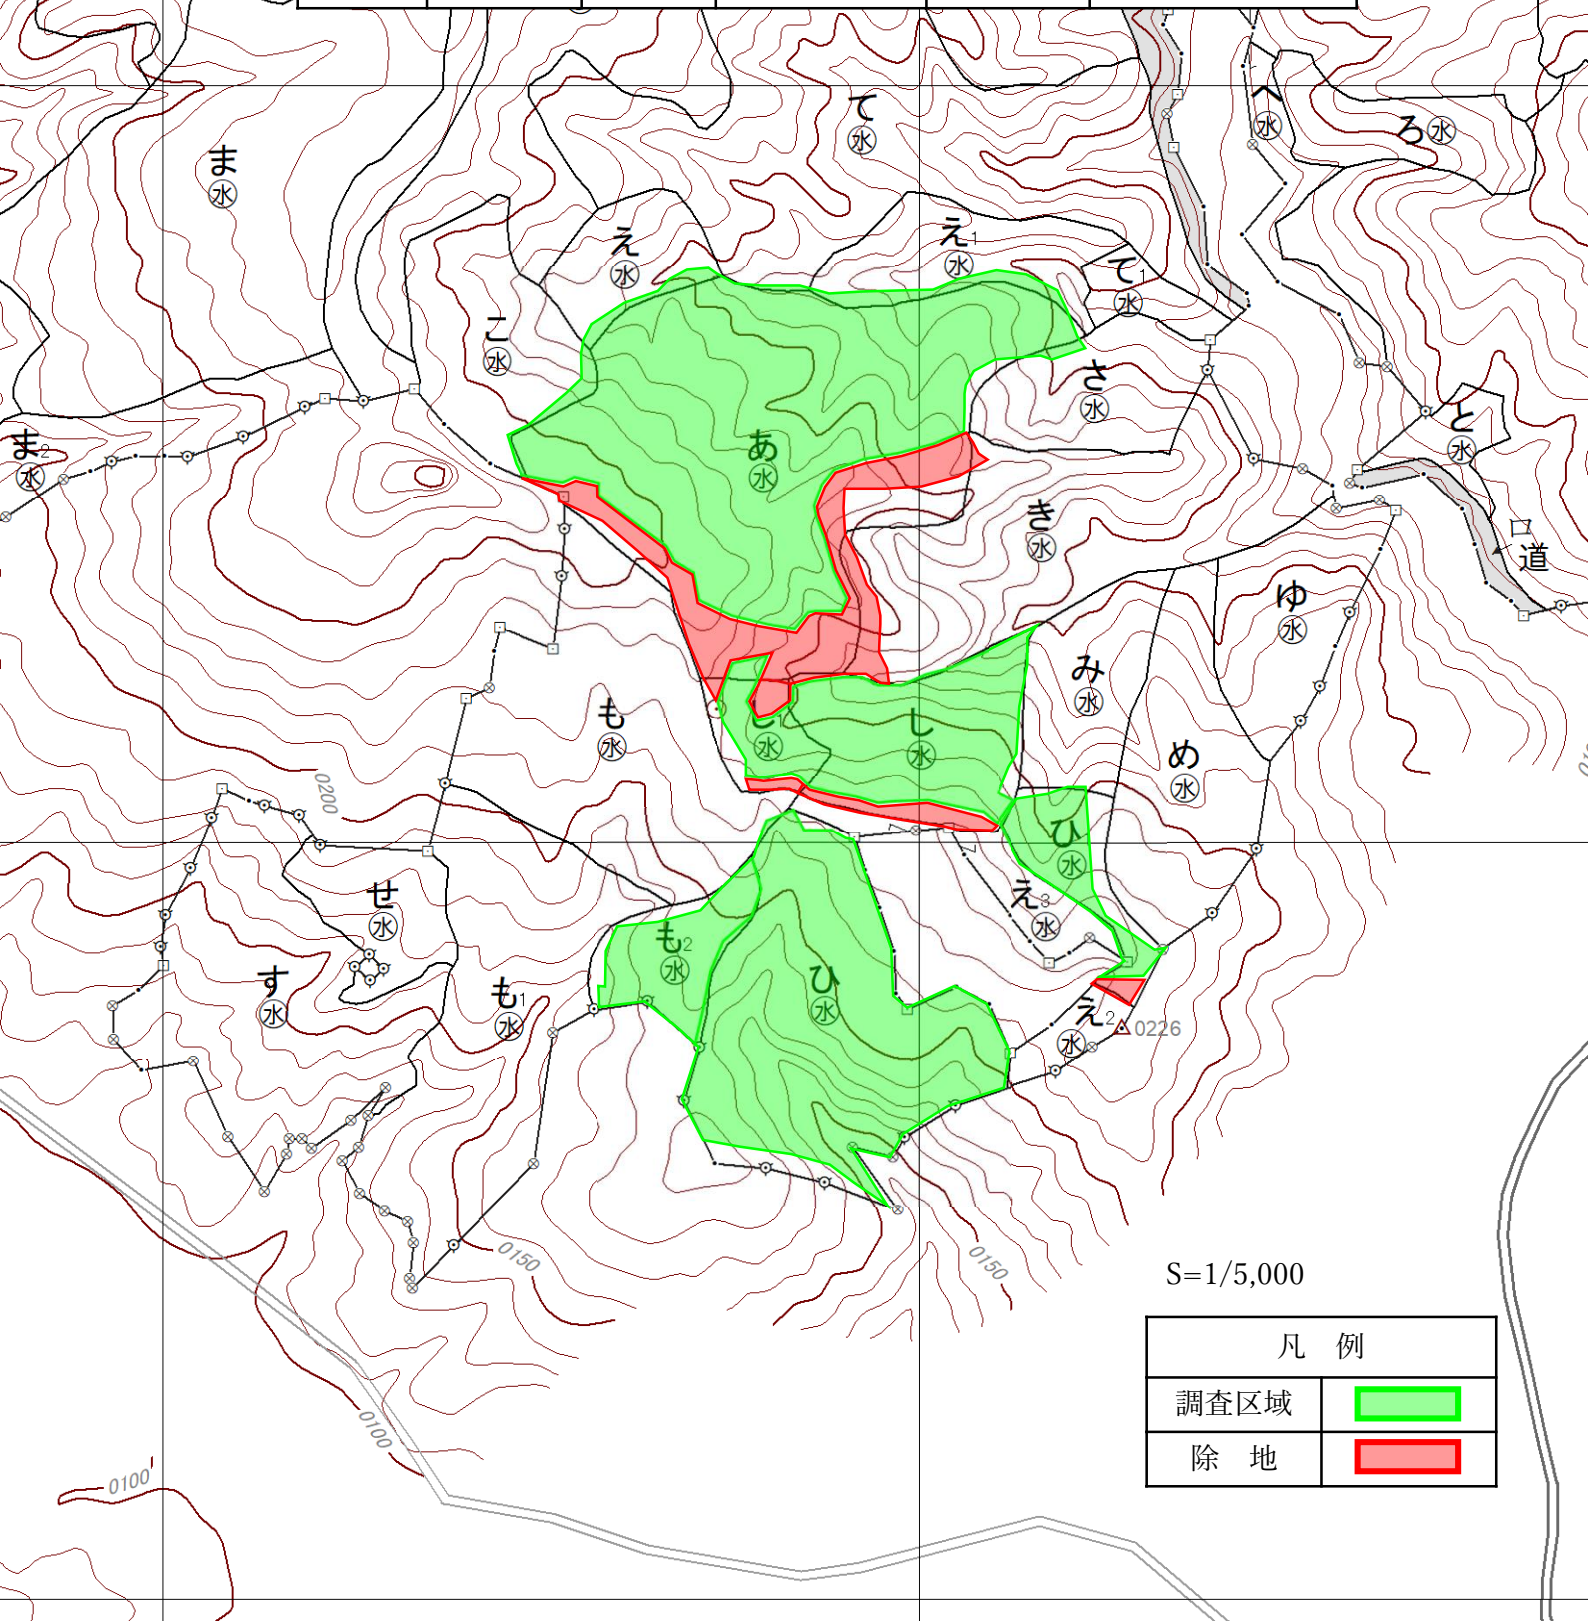 て
水
へ
水
ろ 水
ま
水
え
水
え1
水
て1
水
こ
水
さ
水
ま2
水
あ
水
と
水
き
水
口
道
ゆ
水
み
水
も
水
し1
水
し
水
め
水
0200
ひ
水
せ
水
え3
水
も2
水
す
水
も1
水
ひ
水
え2
水
0226
0150
0150
S=1/5,000
凡 例
調査区域
除 地
0100
0100